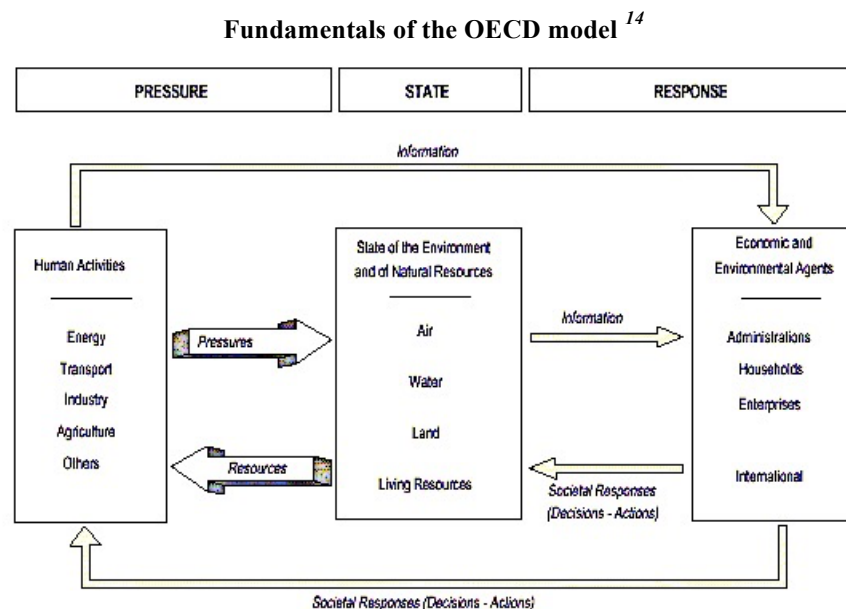 Fundamentals of the OECD model 14
PRESSURE
STATE
RESPONSE
Information
Human Activities
Energy
Transport
Industry
Agriculture
Others
Pressures
Resources
State of the Environment
and of Natural Resources
Air
Water
Land
Living Resources
Information
Societal Responses
(Decisions - Actions)
Economic and
Environmental Agents
Administrations
Households
Enterprises
International
Societal Responses (Decisions - Actions)